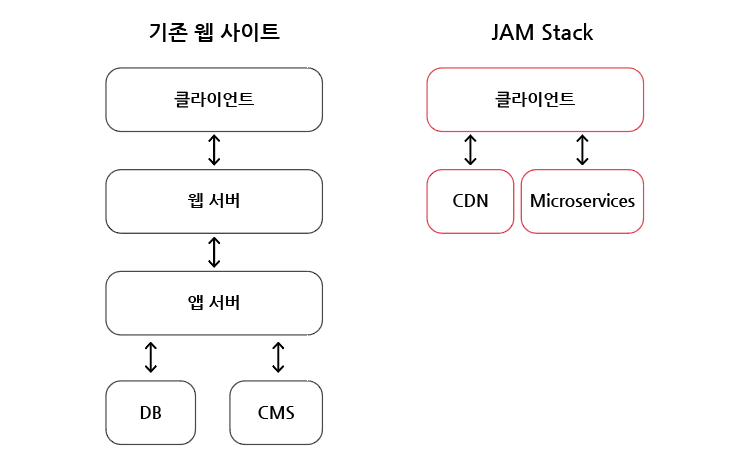 기존 웹 사이트
클라이언트
웹 서버
앱 서버
DB
CMS
JAM Stack
클라이언트
CDN
Microservices